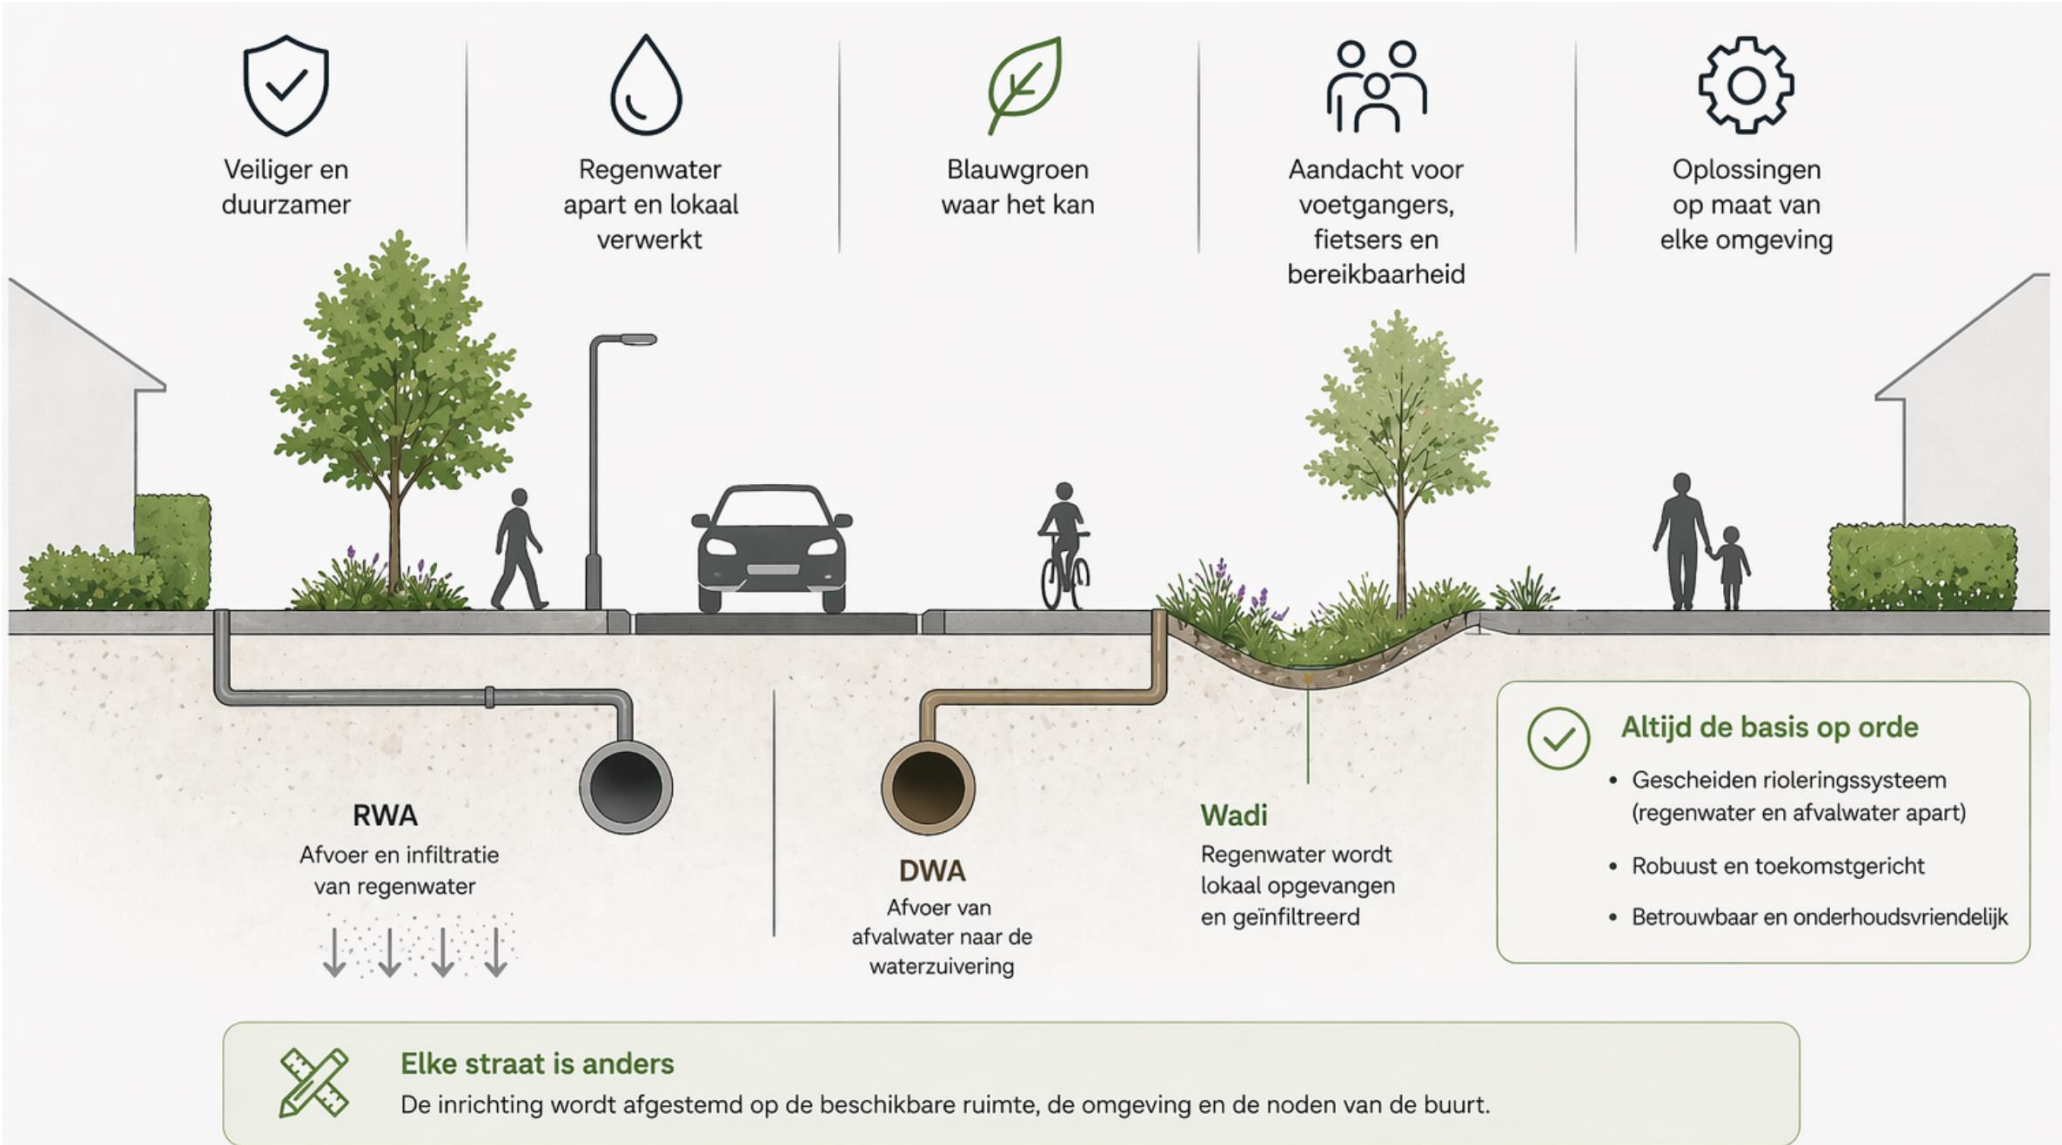 Veiliger en
duurzamer
Regenwater
apart en lokaal
verwerkt
Blauwgroen
waar het kan
Aandacht voor
voetgangers,
fietsers en
bereikbaarheid
Oplossingen
op maat van
elke omgeving
RWA
Afvoer en infiltratie
van regenwater
DWA
Afvoer van
afvalwater naar de
waterzuivering
Wadi
Regenwater wordt
lokaal opgevangen
en geïnfiltreerd
Altijd de basis op orde
• Gescheiden rioleringssysteem
(regenwater en afvalwater apart)
• Robuust en toekomstgericht
• Betrouwbaar en onderhoudsvriendelijk
Elke straat is anders
De inrichting wordt afgestemd op de beschikbare ruimte, de omgeving en de noden van de buurt.